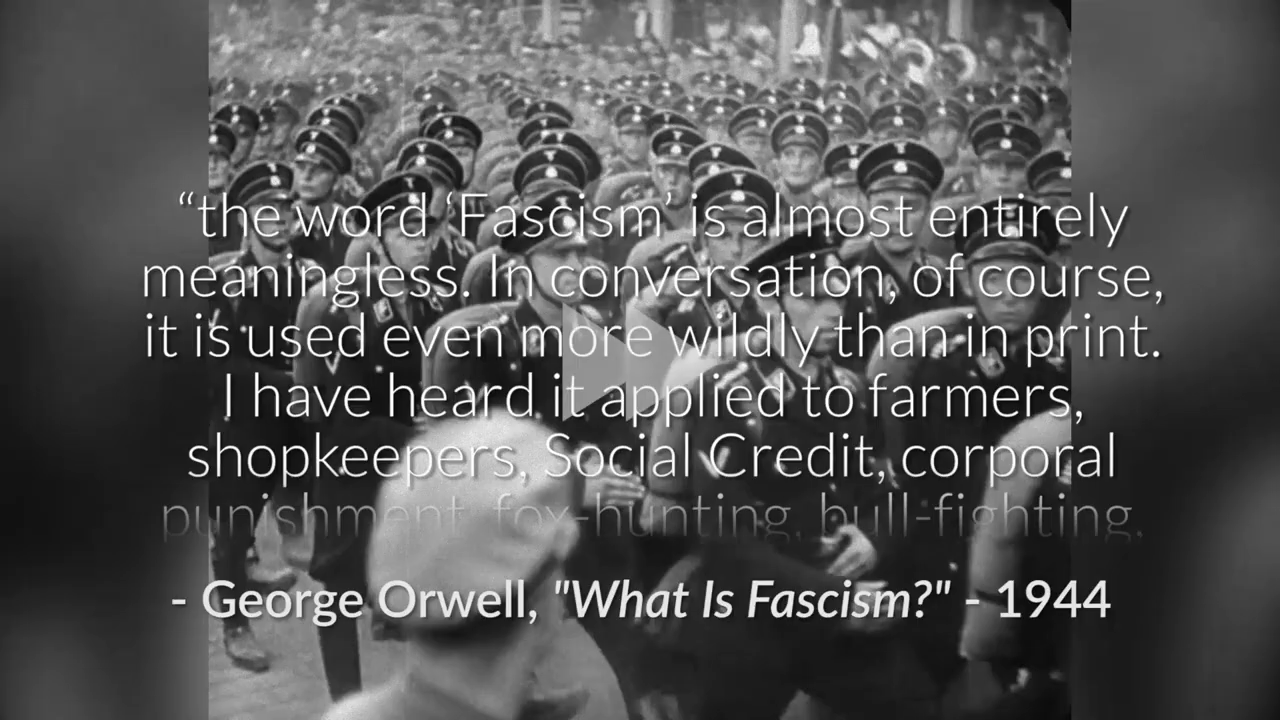 “the word ‘Fascism’ is almost entirely
meaningless. In conversation, of course,
it is used even more wildly than in print.
I have heard it applied to farmers,
shopkeepers, Social Credit, corporal
punishment, fox-hunting, bull-fighting,
- George Orwell, "What Is Fascism?" - 1944